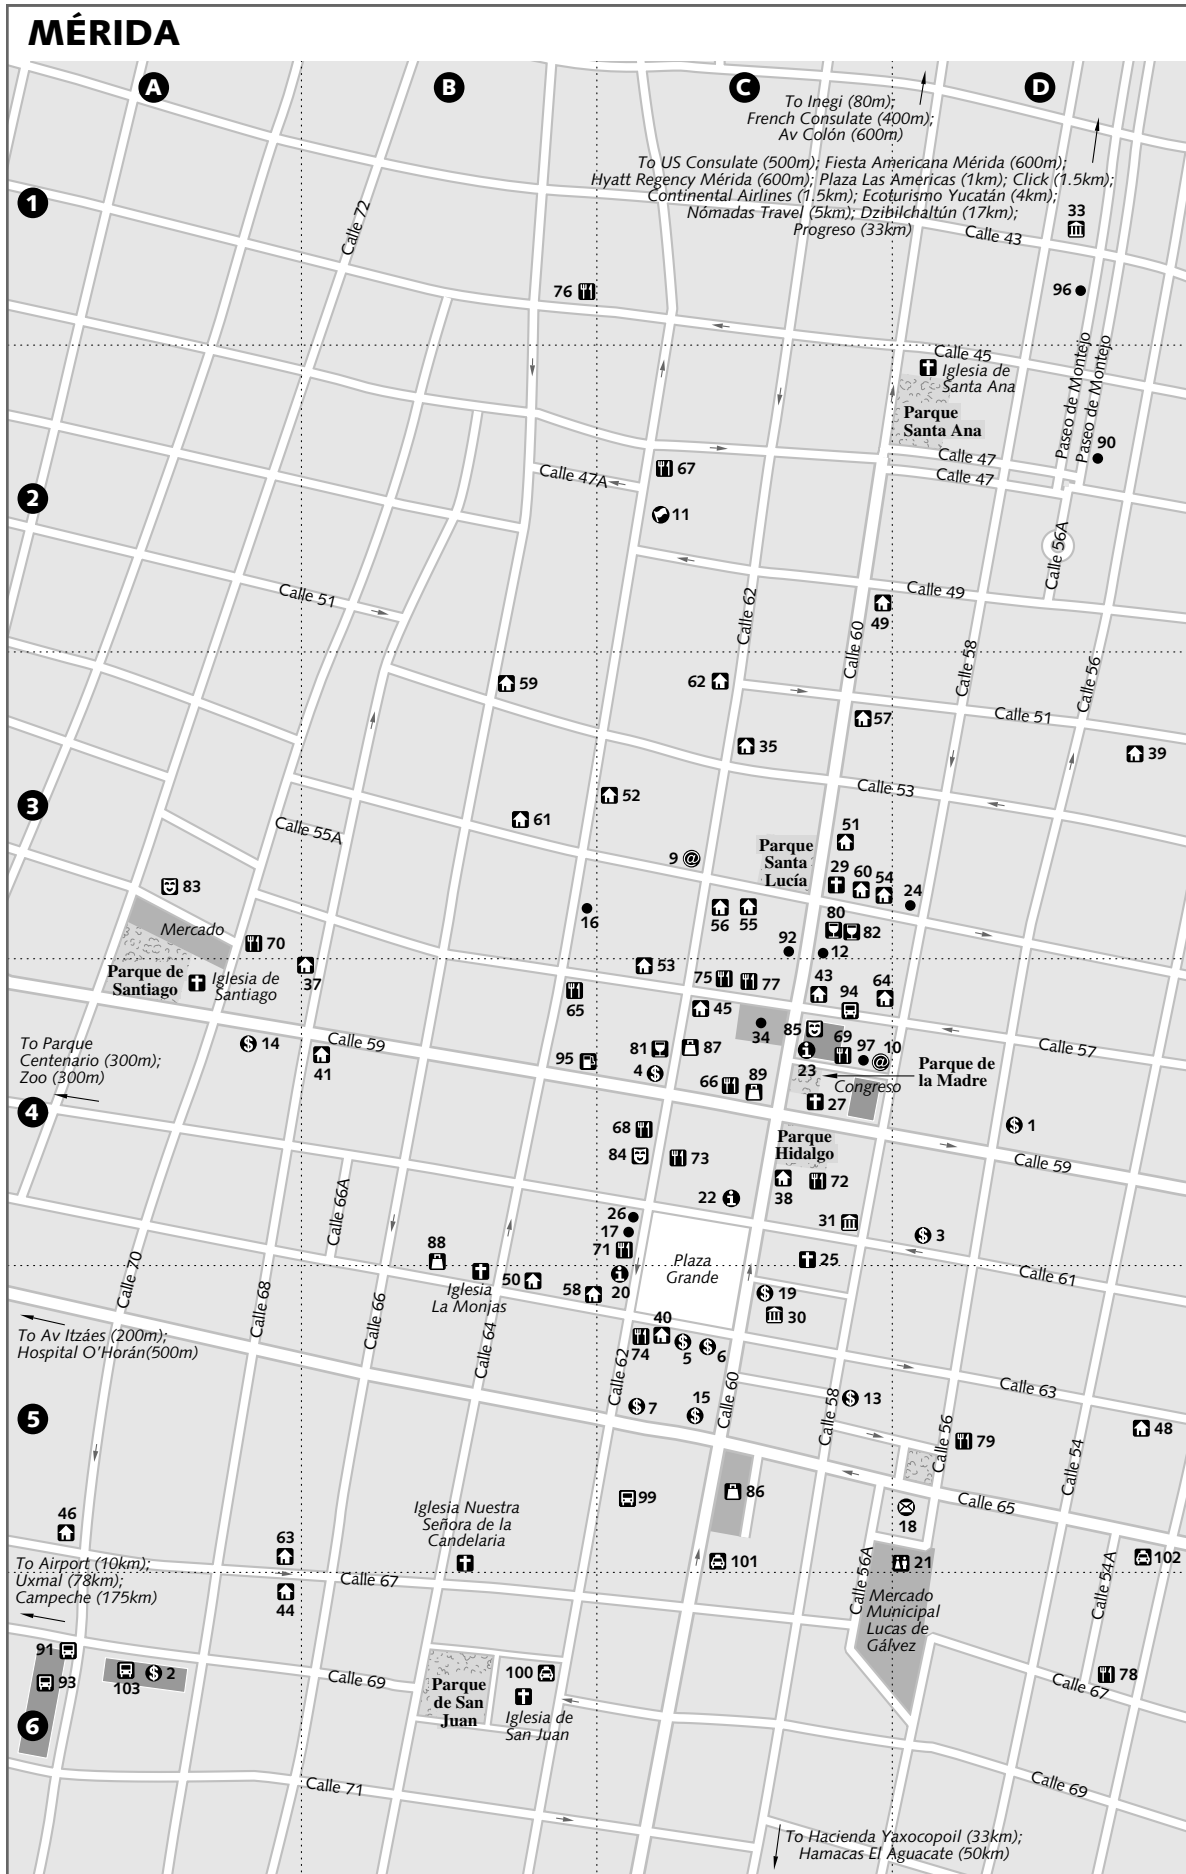 MÉRIDA
A
B
C
D
To Inegi (80m);
French Consulate (400m);
Av Colón (600m)
To US Consulate (500m); Fiesta Americana Mérida (600m);
Hyatt Regency Mérida (600m); Plaza Las Americas (1km); Click (1.5km);
Continental Airlines (1.5km); Ecoturismo Yucatán (4km);
Nómadas Travel (5km); Dzibilchaltún (17km);
Progreso (33km)
1
Calle 72
33
Calle 43
76
96
Calle 45
Iglesia de
Santa Ana
Paseo de Montejo
Paseo de Montejo
Parque
Santa Ana
90
Calle 47
Calle 47
67
Calle 47A
2
11
Calle 56A
Calle 51
Calle 49
Calle 62
49
Calle 60
Calle 58
Calle 56
59
62
57
Calle 51
35
39
Calle 53
3
52
61
51
Calle 55A
Parque
Santa
Lucía
9 @
29
60
54
24
83
56
55
16
80
82
Mercado
92
12
70
Parque de
Santiago
Iglesia de
Santiago
37
53
75
77
43
64
65
45
94
34
85
69
97
10 @
14
Calle 59
41
81
87
Calle 57
To Parque
Centenario (300m);
Zoo (300m)
95
4
89
66
23
Parque de
la Madre
Congreso
27
4
1
68
Parque
Hidalgo
84
73
Calle 59
38
72
22
Calle 66A
26
17
31
3
88
71
25
Plaza
Grande
Calle 70
Calle 68
Calle 66
Iglesia
La Monjas
50
58
20
19
30
Calle 61
Calle 64
To Av Itzáes (200m);
Hospital O'Horán(500m)
40
74
5
6
Calle 62
Calle 60
Calle 63
7
15
Calle 58
13
5
Calle 56
79
Calle 54
48
86
99
Calle 65
18
46
63
Iglesia Nuestra
Señora de la
Candelaria
101
Calle 56A
21
102
Calle 54A
To Airport (10km);
Uxmal (78km);
Campeche (175km)
Calle 67
44
Mercado
Municipal
Lucas de
Gálvez
91
93
103
2
Calle 69
Parque
de San
Juan
100
Iglesia de
San Juan
78
Calle 67
6
Calle 71
Calle 69
To Hacienda Yaxocopoil (33km);
Hamacas El Aguacate (50km)